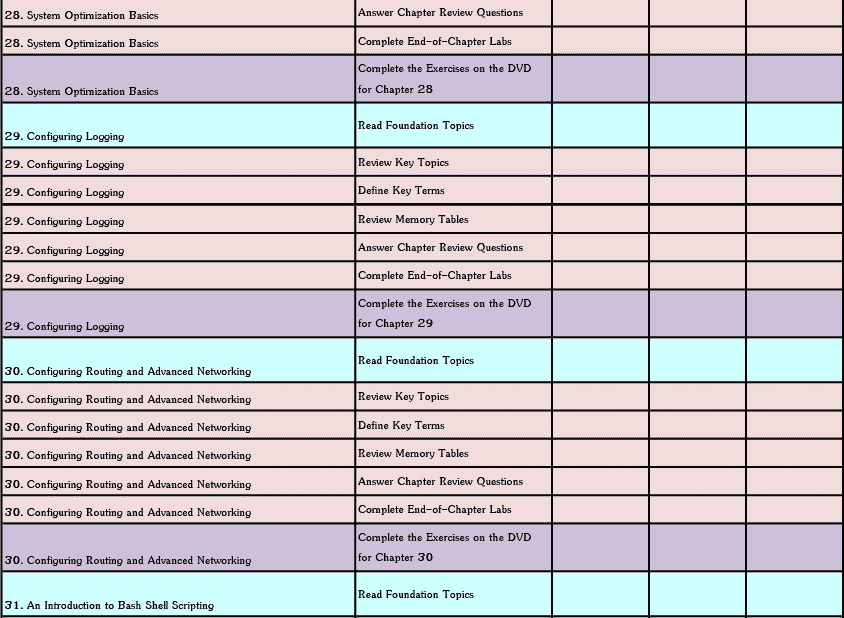 28. System Optimization Basics Answer Chapter Review Questions
28. System Optimization Basics Complete End-of-Chapter Labs
Complete the Exercises on the DVD
28. System Optimization Basics for Chapter 28
29. Configuring Logging Read Foundation Topics
29. Configuring Logging Review Key Topics
29. Configuring Logging Define Key Terms
29. Configuring Logging Review Memory Tables
29. Configuring Logging Answer Chapter Review Questions
29. Configuring Logging Complete End-of-Chapter Labs
Complete the Exercises on the DVD
29. Configuring Logging for Chapter 29
30. Configuring Routing and Advanced Networking Read Foundation Topics
30. Configuring Routing and Advanced Networking Review Key Topics
30. Configuring Routing and Advanced Networking Define Key Terms
30. Configuring Routing and Advanced Networking Review Memory Tables
30. Configuring Routing and Advanced Networking Answer Chapter Review Questions
30. Configuring Routing and Advanced Networking Complete End-of-Chapter Labs
Complete the Exercises on the DVD
30. Configuring Routing and Advanced Networking for Chapter 30
31. An Introduction to Bash Shell Scripting Read Foundation Topics